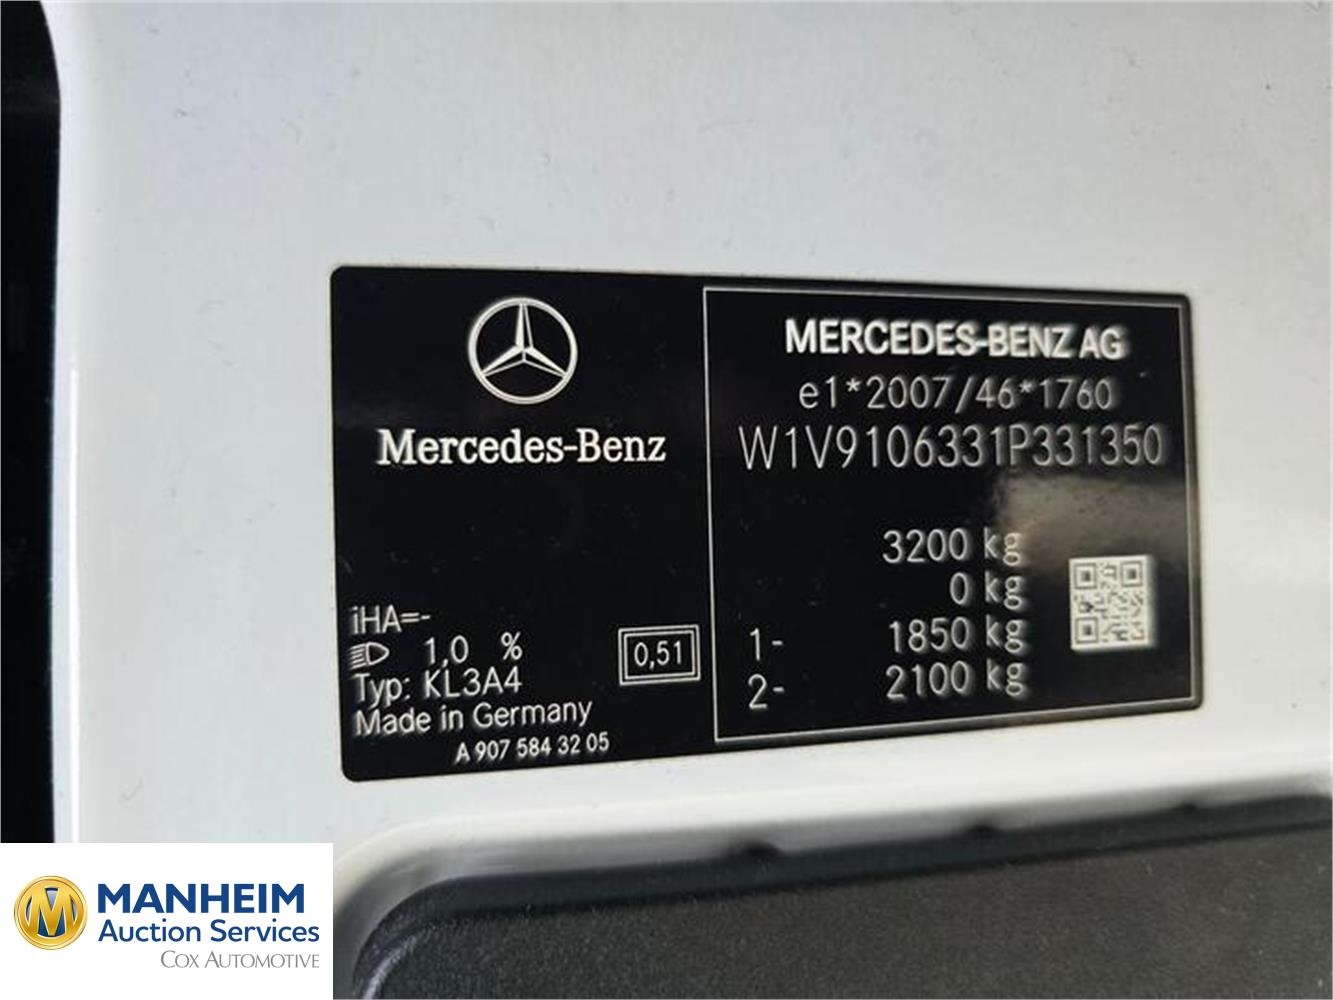 Mercedes-Benz
iHA=-
1,0 %
Typ: KL3A4
Made in Germany
A 907 584 32 05
0,51
MERCEDES-BENZ AG
e1*2007/46*1760
W1V9106331P331350
3200 kg
0 kg
1- 1850 kg
2- 2100 kg
MANHEIM
Auction Services
COX AUTOMOTIVE